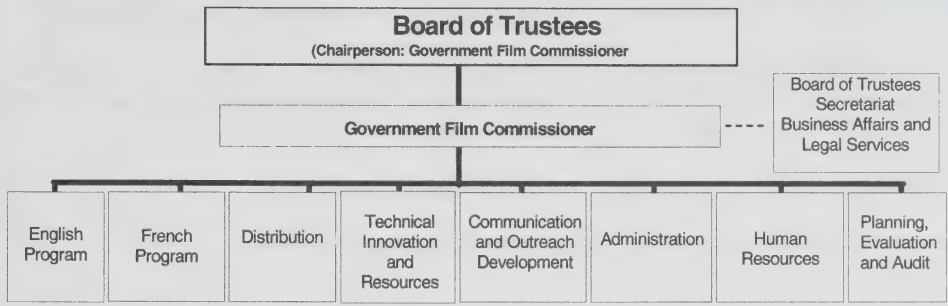 Board of Trustees
(Chairperson: Government Film Commissioner
Government Film Commissioner
Board of Trustees
Secretariat
Business Affairs and
Legal Services
English
Program
French
Program
Distribution
Technical
Innovation
and
Resources
Communication
and Outreach
Development
Administration
Human
Resources
Planning,
Evaluation
and Audit